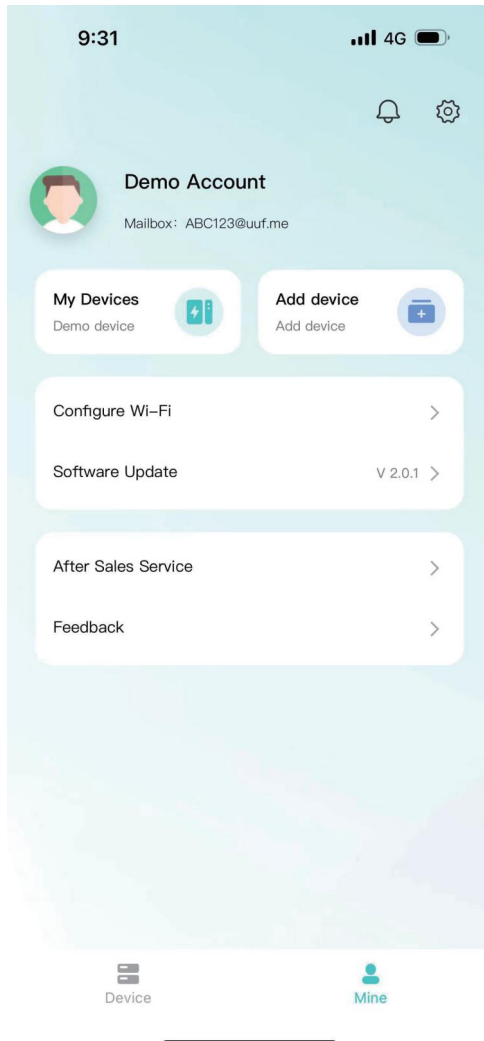 9:31
4G
Demo Account
Mailbox: ABC123@uuf.me
My Devices
Demo device
Add device
Add device
Configure Wi-Fi
Software Update
V 2.0.1
After Sales Service
Feedback
Device
Mine